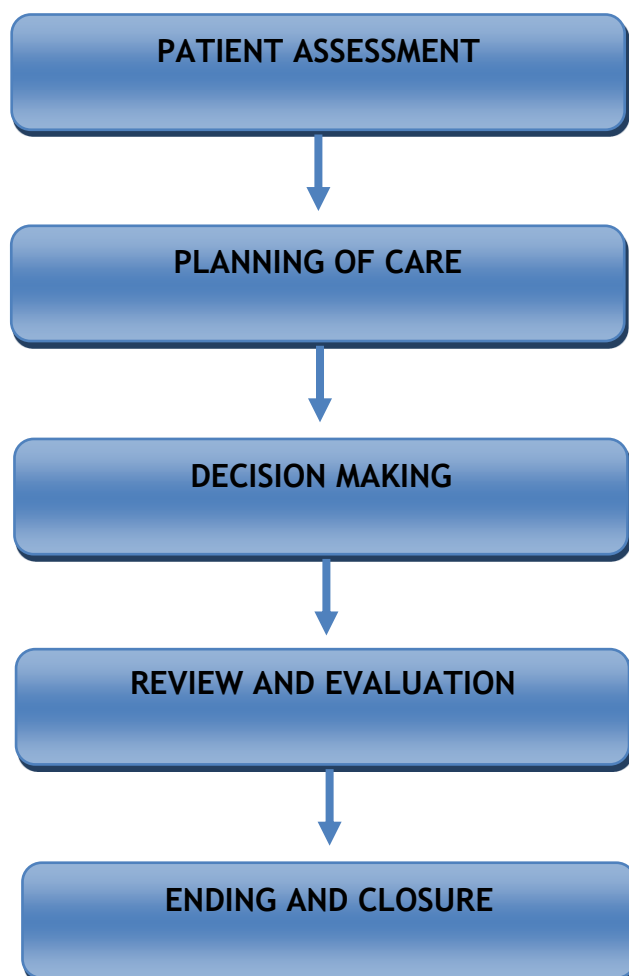 PATIENT ASSESSMENT
PLANNING OF CARE
DECISION MAKING
REVIEW AND EVALUATION
ENDING AND CLOSURE